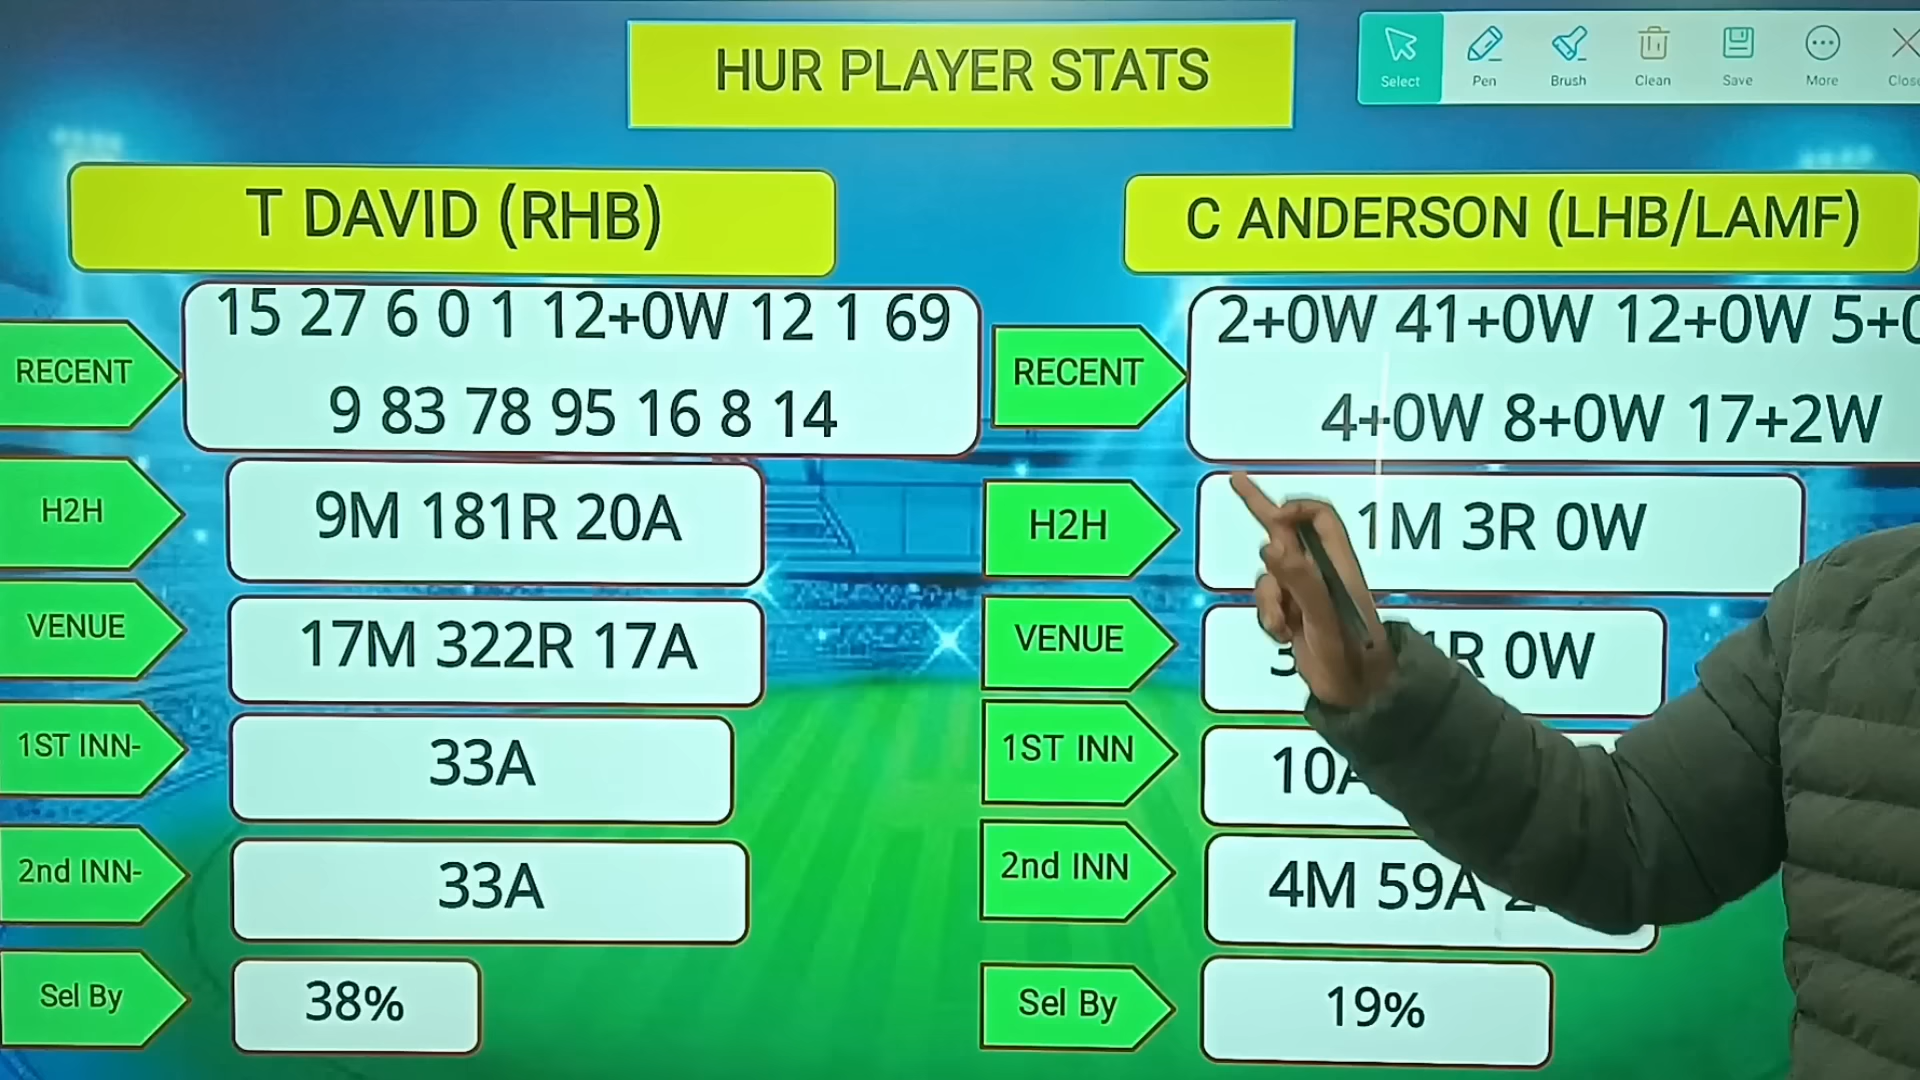 HUR PLAYER STATS
Select Pen Brush Clean Save More
T DAVID (RHB)
RECENT
15 27 6 0 1 12+0W 12 1 69
9 83 78 95 16 8 14
H2H
9M 181R 20A
VENUE
17M 322R 17A
1ST INN-
33A
2nd INN-
33A
Sel By
38%
C ANDERSON (LHB/LAMF)
RECENT
2+0W 41+0W 12+0W
4+0W 8+0W 17+2W
H2H
1M 3R 0W
VENUE
0W
1ST INN
2nd INN
4M 59A
Sel By
19%